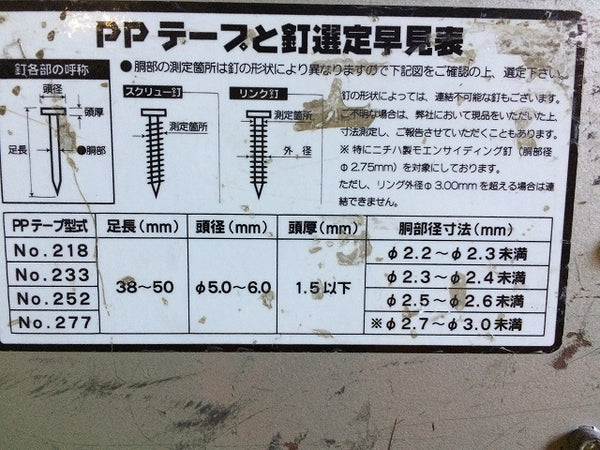 PPテープと釘選定早見表
釘各部の呼称
●胴部の測定箇所は釘の形状により異なりますので下記図をご確認の上、選定下さい。
頭径
頭厚
足長
●胴部
スクリュー釘
測定箇所
リンク釘
外径
釘の形状によっては、連結不可能な釘もございます。
ご不明な場合は、弊社において現品をいただいた上、
寸法測定し、ご報告させていただくこともあります。
※特にニチハ製モエンサイディング釘(胴部径
φ2.75mm)を対象にしております。
ただし、リング外径φ3.00mmを超える場合は連
結できません。
PPテープ型式 足長(mm) 頭径(mm) 頭厚(mm) 胴部径寸法(mm)
No.218 38～50 φ5.0～6.0 1.5以下 φ2.2～φ2.3未満
No.233 φ2.3～φ2.4未満
No.252 φ2.5～φ2.6未満
No.277 ※φ2.7～φ3.0未満